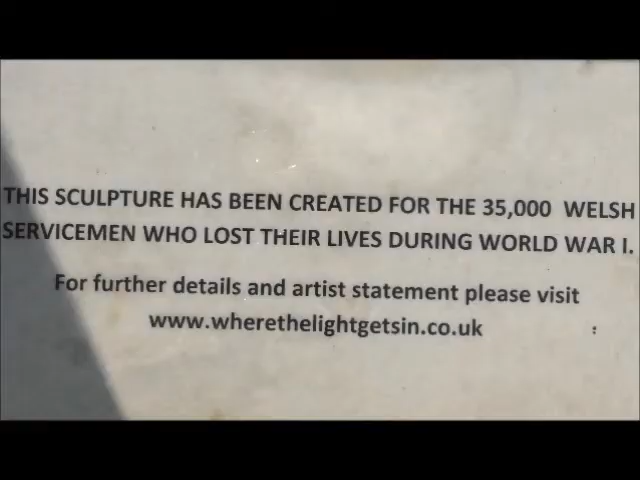 THIS SCULPTURE HAS BEEN CREATED FOR THE 35,000 WELSH
SERVICEMEN WHO LOST THEIR LIVES DURING WORLD WAR I.
For further details and artist statement please visit
www.wherethelightgetsin.co.uk